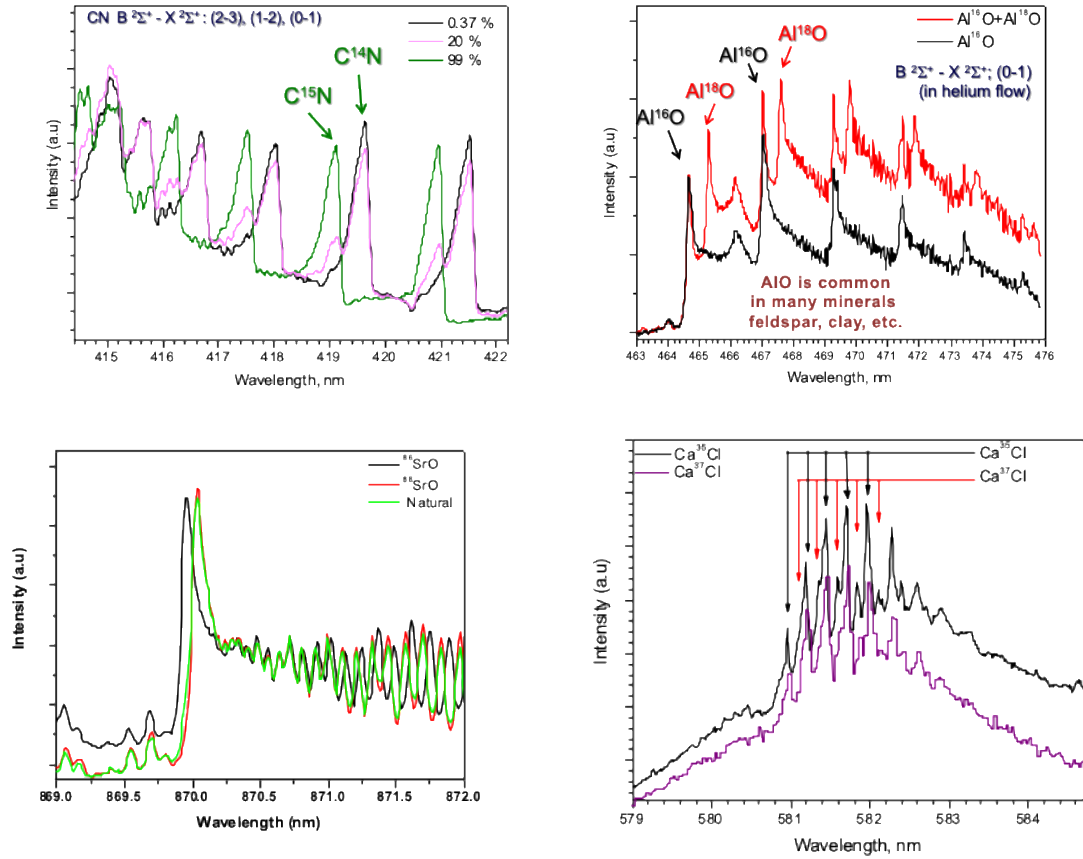 CN B ²Σ⁺ - X ²Σ⁺: (2-3), (1-2), (0-1)
0.37 %
20 %
99 %
C¹⁴N
C¹⁵N
Intensity (a.u)
415 416 417 418 419 420 421 422
Wavelength, nm
Al¹⁶O+Al¹⁸O
Al¹⁶O
Al¹⁸O
Al¹⁶O
B ²Σ⁺ - X ²Σ⁺; (0-1)
(in helium flow)
Al¹⁸O
Al¹⁶O
AlO is common
in many minerals
feldspar, clay, etc.
Intensity (a.u)
463 464 465 466 467 468 469 470 471 472 473 474 475 476
Wavelength, nm
⁸⁶SrO
⁸⁸SrO
Natural
Intensity (a.u)
869.0 869.5 870.0 870.5 871.0 871.5 872.0
Wavelength (nm)
Ca³⁵Cl
Ca³⁷Cl
Ca³⁵Cl
Ca³⁷Cl
Intensity (a.u)
579 580 581 582 583 584
Wavelength, nm